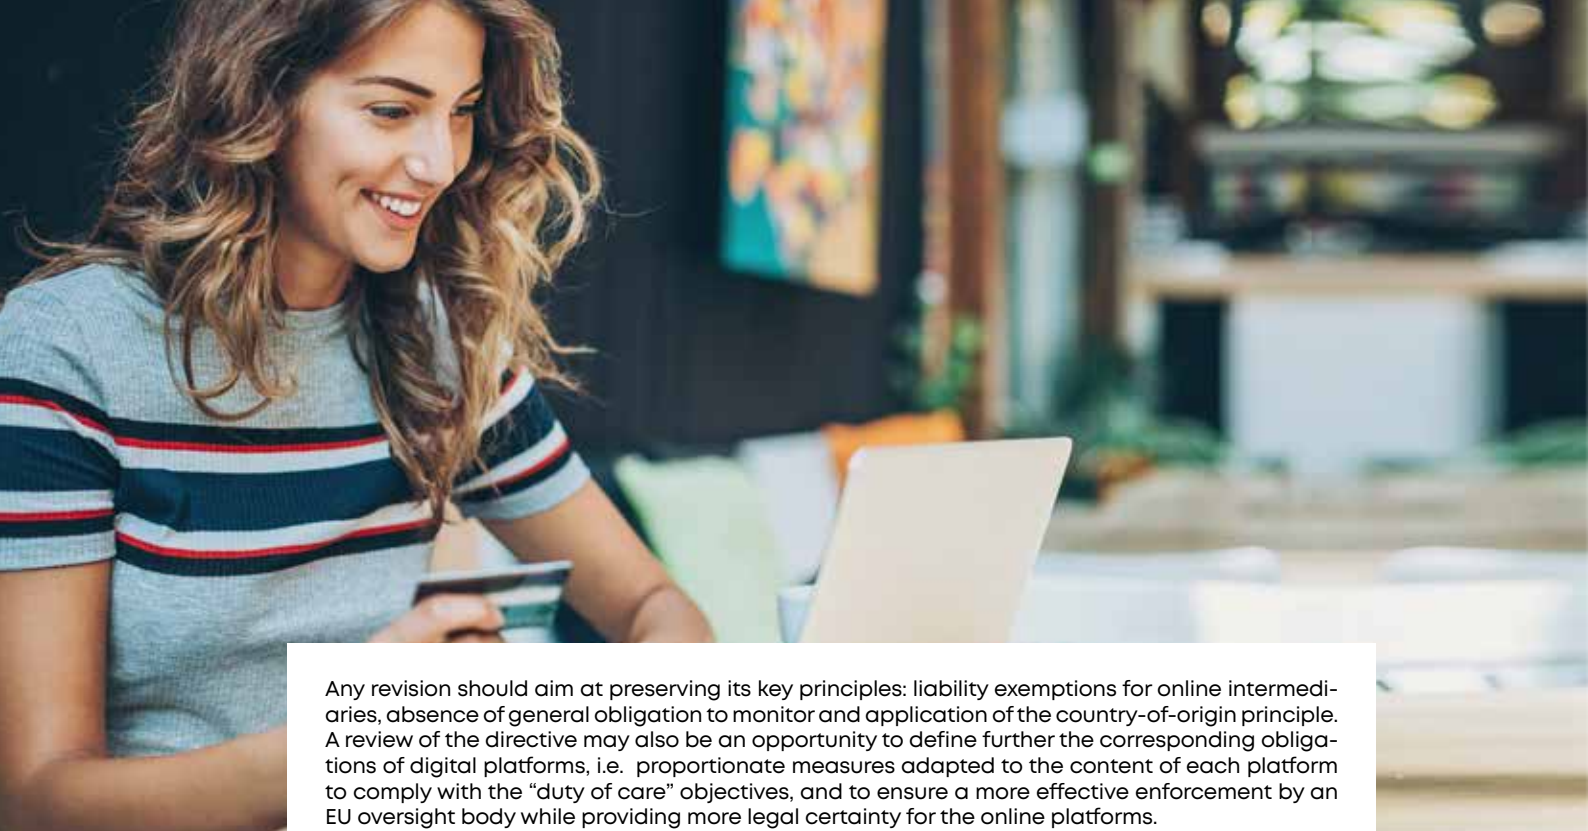 Any revision should aim at preserving its key principles: liability exemptions for online intermedi-
aries, absence of general obligation to monitor and application of the country-of-origin principle.
A review of the directive may also be an opportunity to define further the corresponding obliga-
tions of digital platforms, i.e.  proportionate measures adapted to the content of each platform
to comply with the “duty of care” objectives, and to ensure a more effective enforcement by an
EU oversight body while providing more legal certainty for the online platforms.